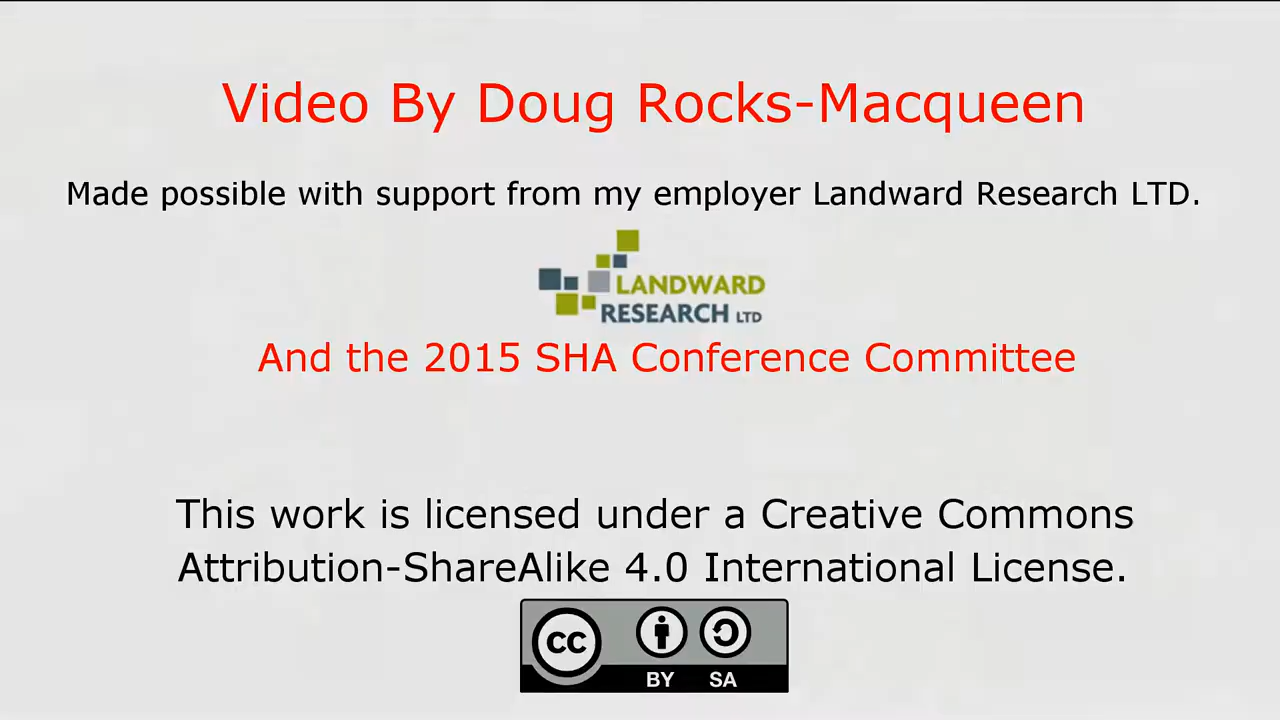 Video By Doug Rocks-Macqueen
Made possible with support from my employer Landward Research LTD.
LANDWARD
RESEARCH LTD
And the 2015 SHA Conference Committee
This work is licensed under a Creative Commons
Attribution-ShareAlike 4.0 International License.
cc
BY SA